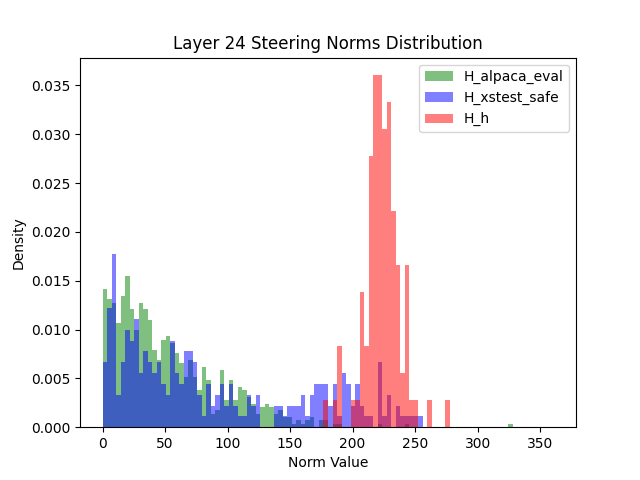 Layer 24 Steering Norms Distribution
H_alpaca_eval
H_xstest_safe
H_h
Density
0.035
0.030
0.025
0.020
0.015
0.010
0.005
0.000
0 50 100 150 200 250 300 350
Norm Value